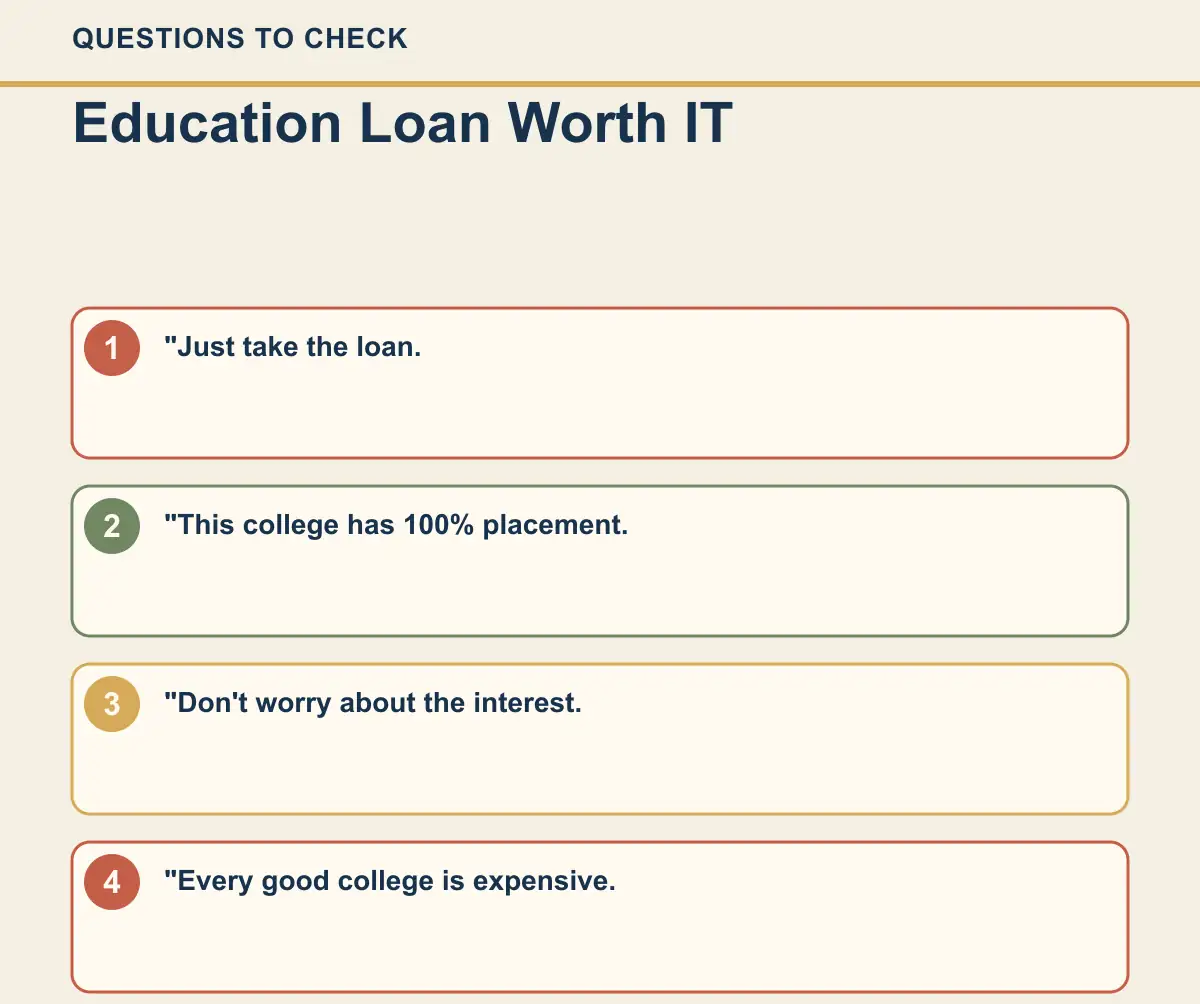 QUESTIONS TO CHECK
Education Loan Worth IT
1
"Just take the loan.
2
"This college has 100% placement.
3
"Don't worry about the interest.
4
"Every good college is expensive.